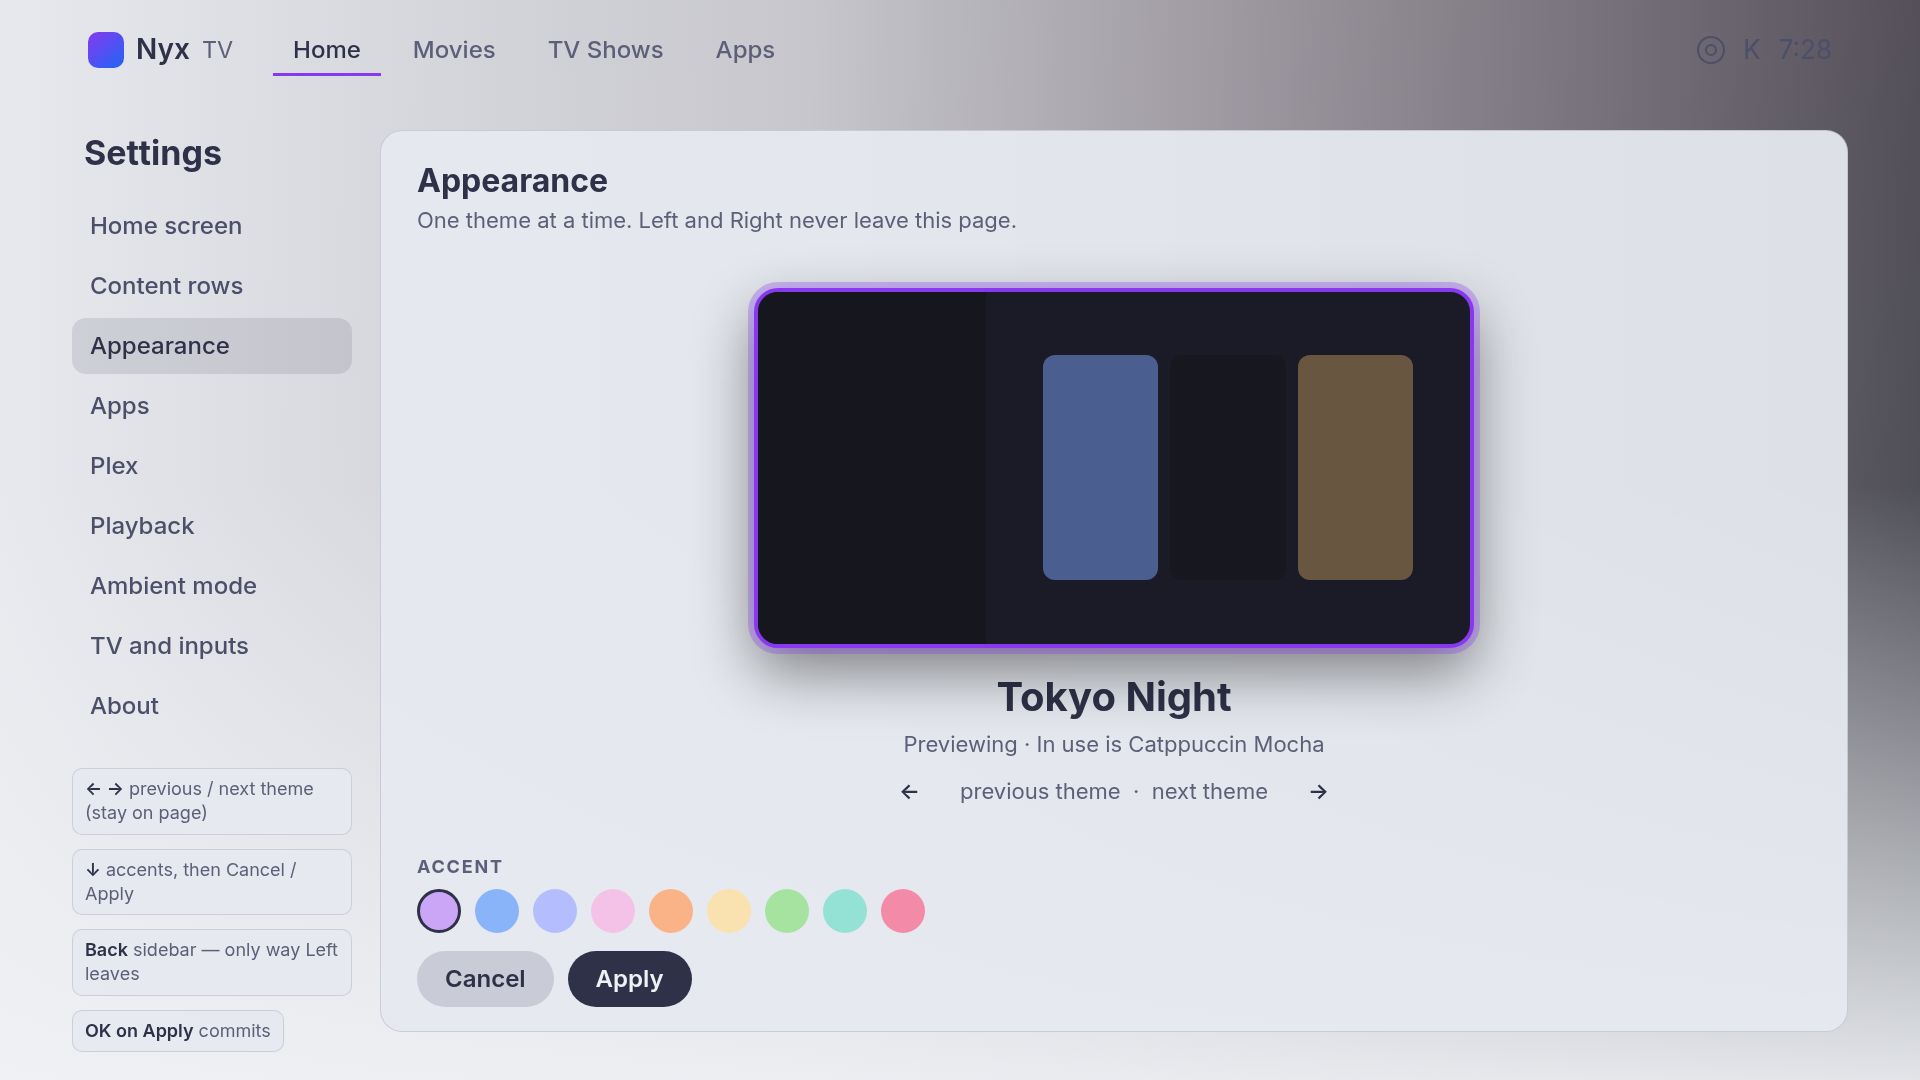 Nyx TV Home Movies TV Shows Apps K 7:28
Settings
Home screen
Content rows
Appearance
Apps
Plex
Playback
Ambient mode
TV and inputs
About
← → previous / next theme
(stay on page)
↓ accents, then Cancel /
Apply
Back sidebar — only way Left
leaves
OK on Apply commits
Appearance
One theme at a time. Left and Right never leave this page.
Tokyo Night
Previewing · In use is Catppuccin Mocha
← previous theme · next theme →
ACCENT
Cancel Apply